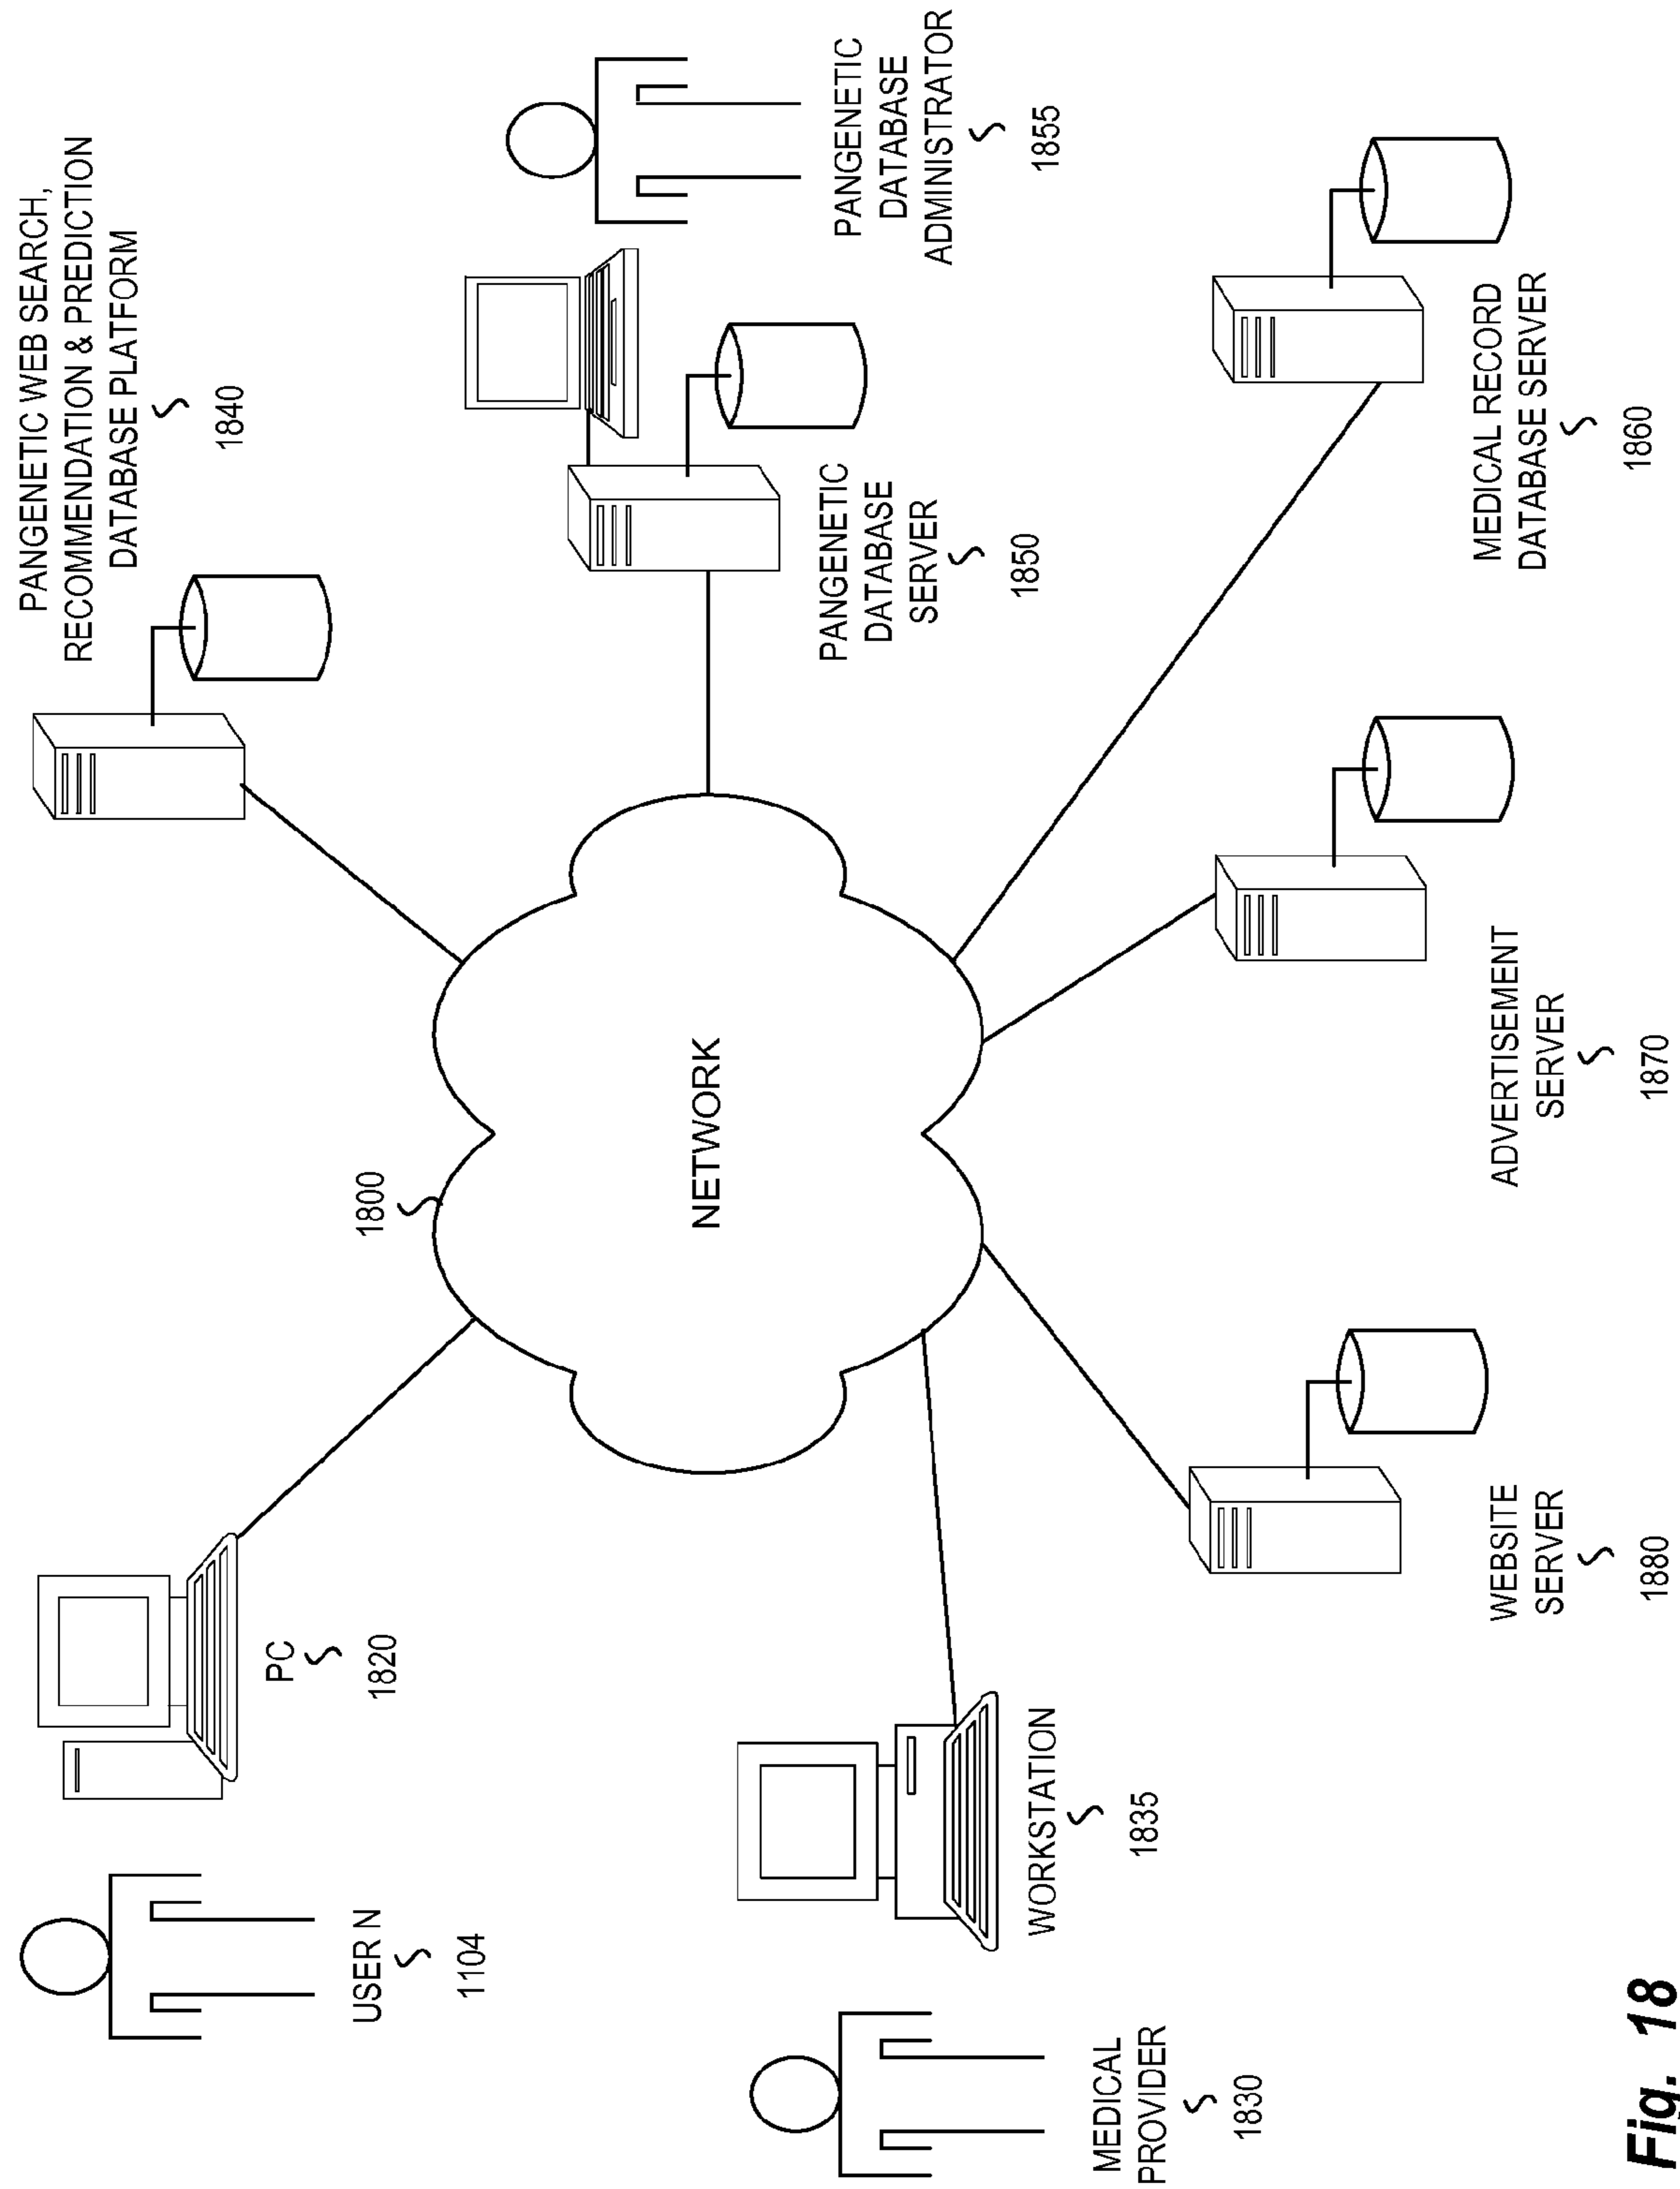 USER N
1104
PC
1820
1800
PANGENETIC WEB SEARCH,
RECOMMENDATION & PREDICTION
DATABASE PLATFORM
1840
MEDICAL
PROVIDER
1830
WORKSTATION
1835
NETWORK
PANGENETIC
DATABASE
SERVER
1850
PANGENETIC
DATABASE
ADMINISTRATOR
1855
WEBSITE
SERVER
1880
ADVERTISEMENT
SERVER
1870
MEDICAL RECORD
DATABASE SERVER
1860
Fig. 18